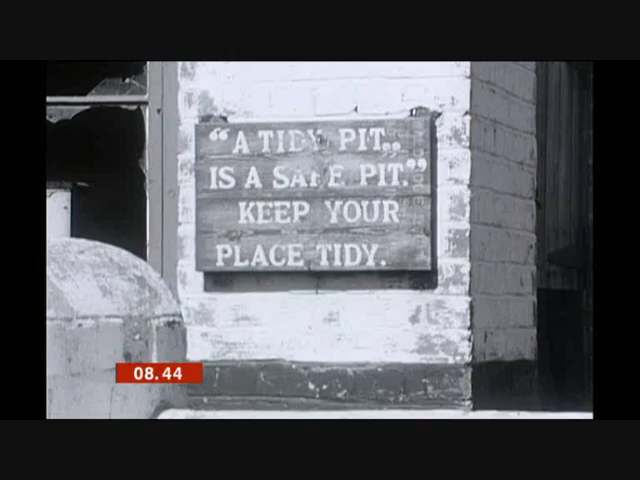 “A TIDY PIT..
IS A SAFE PIT.”
KEEP YOUR
PLACE TIDY.
08.44